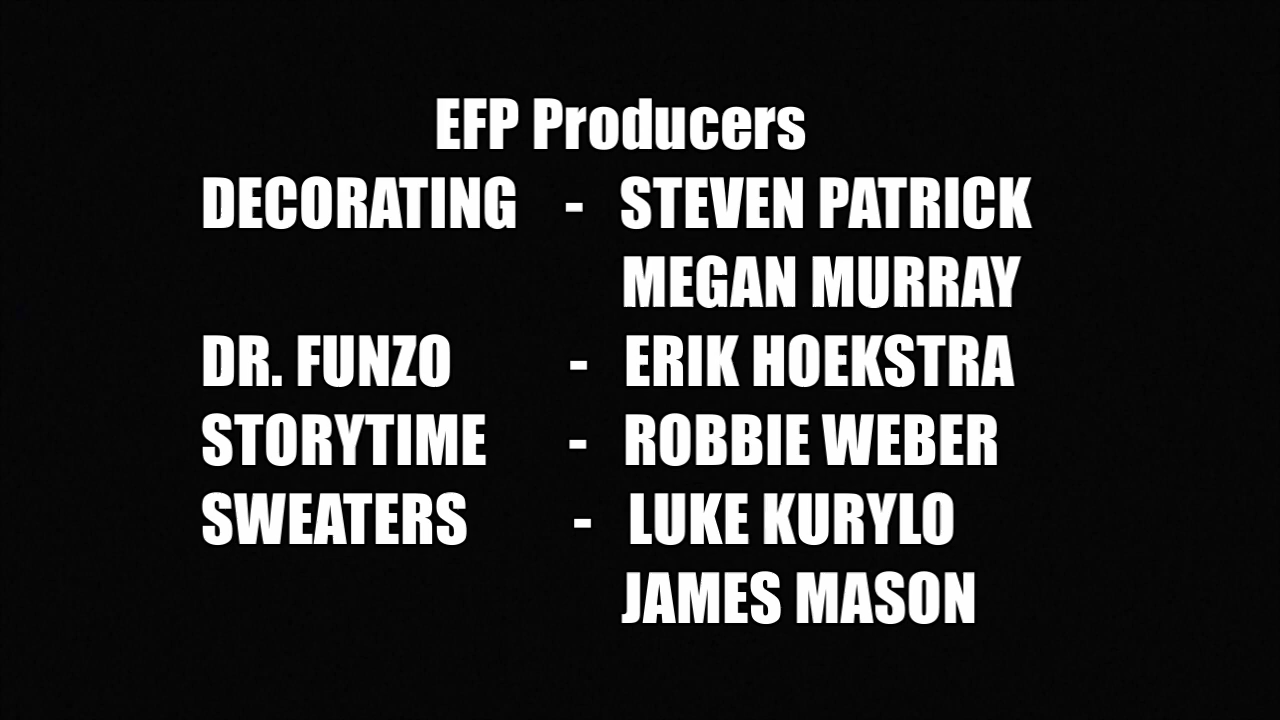 EFP Producers
DECORATING - STEVEN PATRICK
MEGAN MURRAY
DR. FUNZO - ERIK HOEKSTRA
STORYTIME - ROBBIE WEBER
SWEATERS - LUKE KURYLO
JAMES MASON